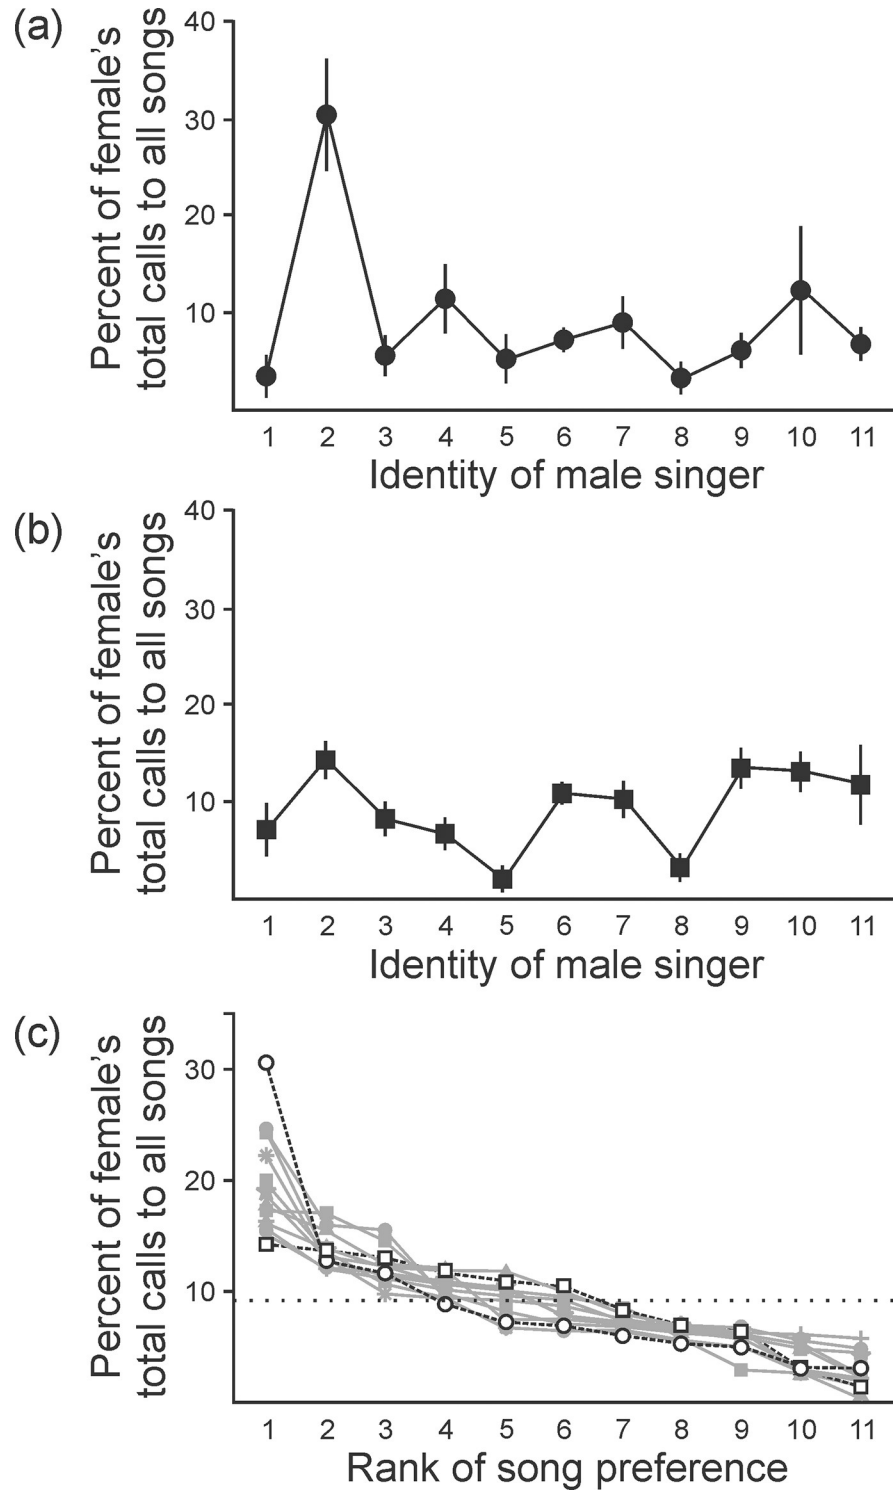 (a)
Percent of female's
total calls to all songs
40
30
20
10
1 2 3 4 5 6 7 8 9 10 11
Identity of male singer
(b)
Percent of female's
total calls to all songs
40
30
20
10
1 2 3 4 5 6 7 8 9 10 11
Identity of male singer
(c)
Percent of female's
total calls to all songs
30
20
10
1 2 3 4 5 6 7 8 9 10 11
Rank of song preference